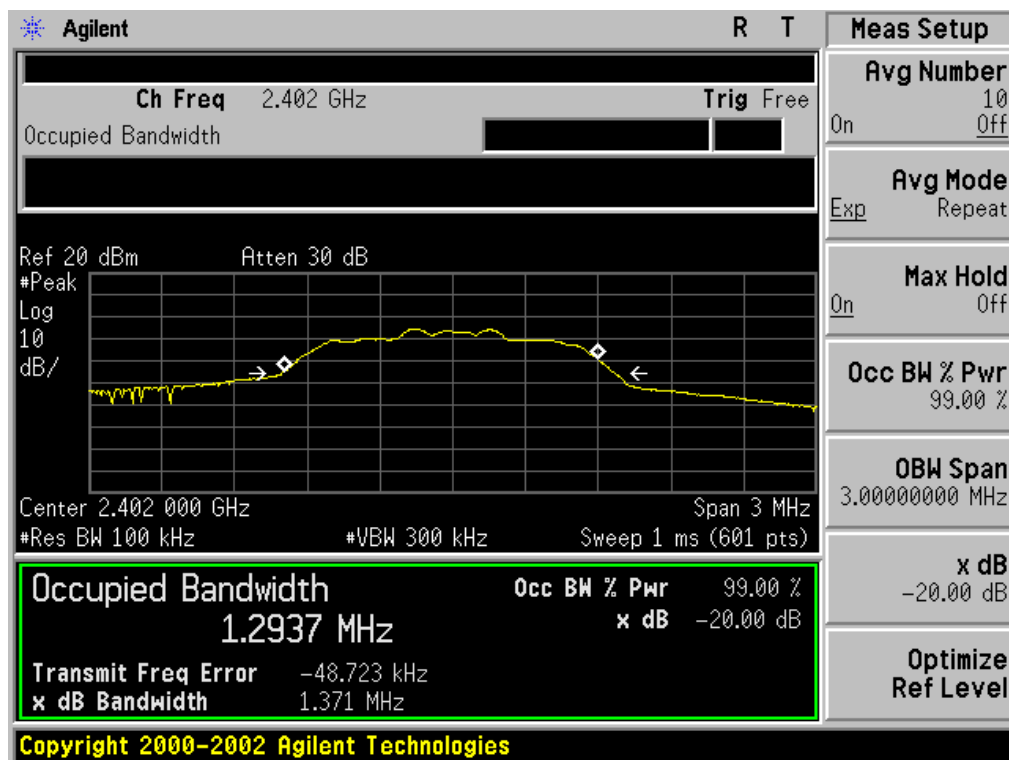 Agilent R T
Ch Freq 2.402 GHz Trig Free
Occupied Bandwidth
Ref 20 dBm Atten 30 dB
#Peak
Log
10
dB/
Center 2.402 000 GHz Span 3 MHz
#Res BW 100 kHz #VBW 300 kHz Sweep 1 ms (601 pts)
Occupied Bandwidth Occ BW % Pwr 99.00 %
1.2937 MHz x dB -20.00 dB
Transmit Freq Error -48.723 kHz
x dB Bandwidth 1.371 MHz
Copyright 2000-2002 Agilent Technologies
Meas Setup
Avg Number
10
On Off
Avg Mode
Exp Repeat
Max Hold
On Off
Occ BW % Pwr
99.00 %
OBW Span
3.00000000 MHz
x dB
-20.00 dB
Optimize
Ref Level